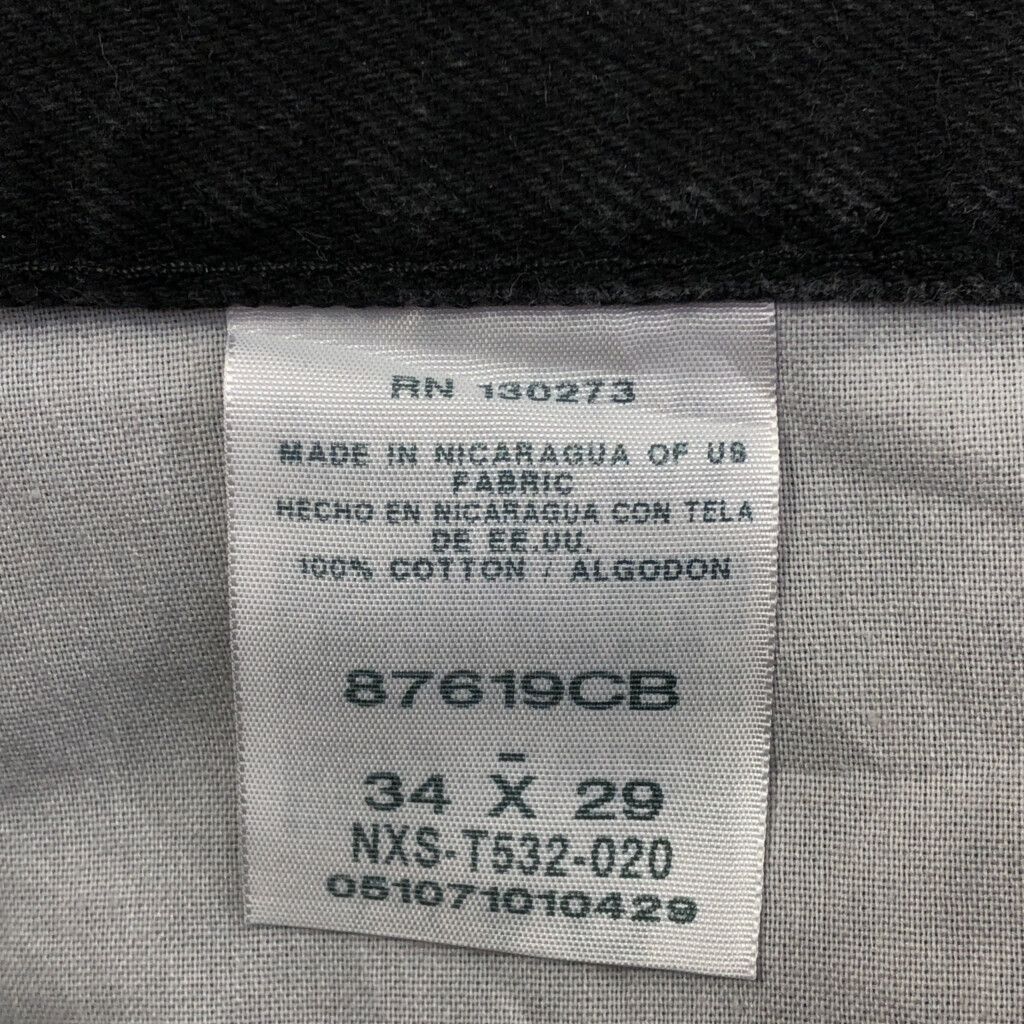 RN 130273
MADE IN NICARAGUA OF US
FABRIC
HECHO EN NICARAGUA CON TELA
DE EE.UU.
100% COTTON / ALGODON
87619CB
-
34 X 29
NXS-T532-020
051071010429